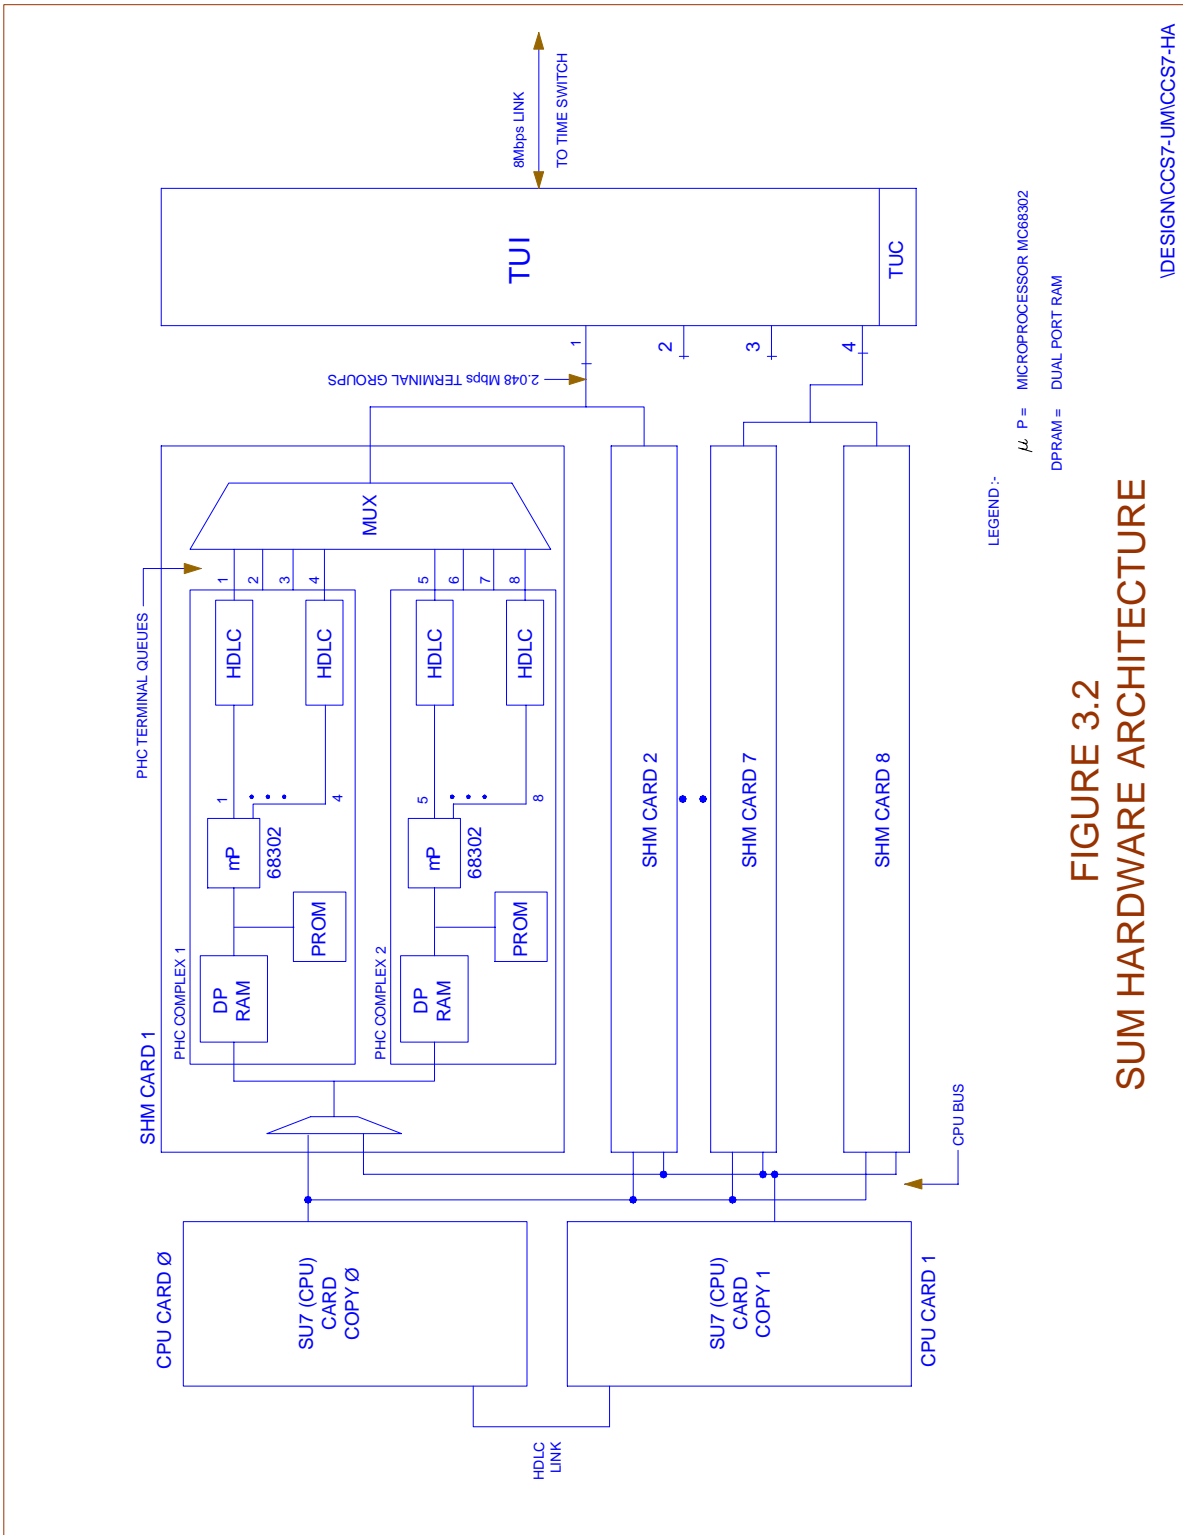 SHM CARD 1
PHC TERMINAL QUEUES
PHC COMPLEX 1
DP
RAM
PROM
mP
68302
1
4
HDLC
HDLC
1
2
3
4
PHC COMPLEX 2
DP
RAM
PROM
mP
68302
5
8
HDLC
HDLC
5
6
7
8
MUX
2.048 Mbps TERMINAL GROUPS
1
2
3
4
TUI
TUC
8Mbps LINK
TO TIME SWITCH
SHM CARD 2
SHM CARD 7
SHM CARD 8
CPU CARD Ø
SU7 (CPU)
CARD
COPY Ø
SU7 (CPU)
CARD
COPY 1
CPU CARD 1
HDLC
LINK
CPU BUS
LEGEND :-
μ P = MICROPROCESSOR MC68302
DPRAM = DUAL PORT RAM
FIGURE 3.2
SUM HARDWARE ARCHITECTURE
\DESIGN\CCS7-UM\CCS7-HA